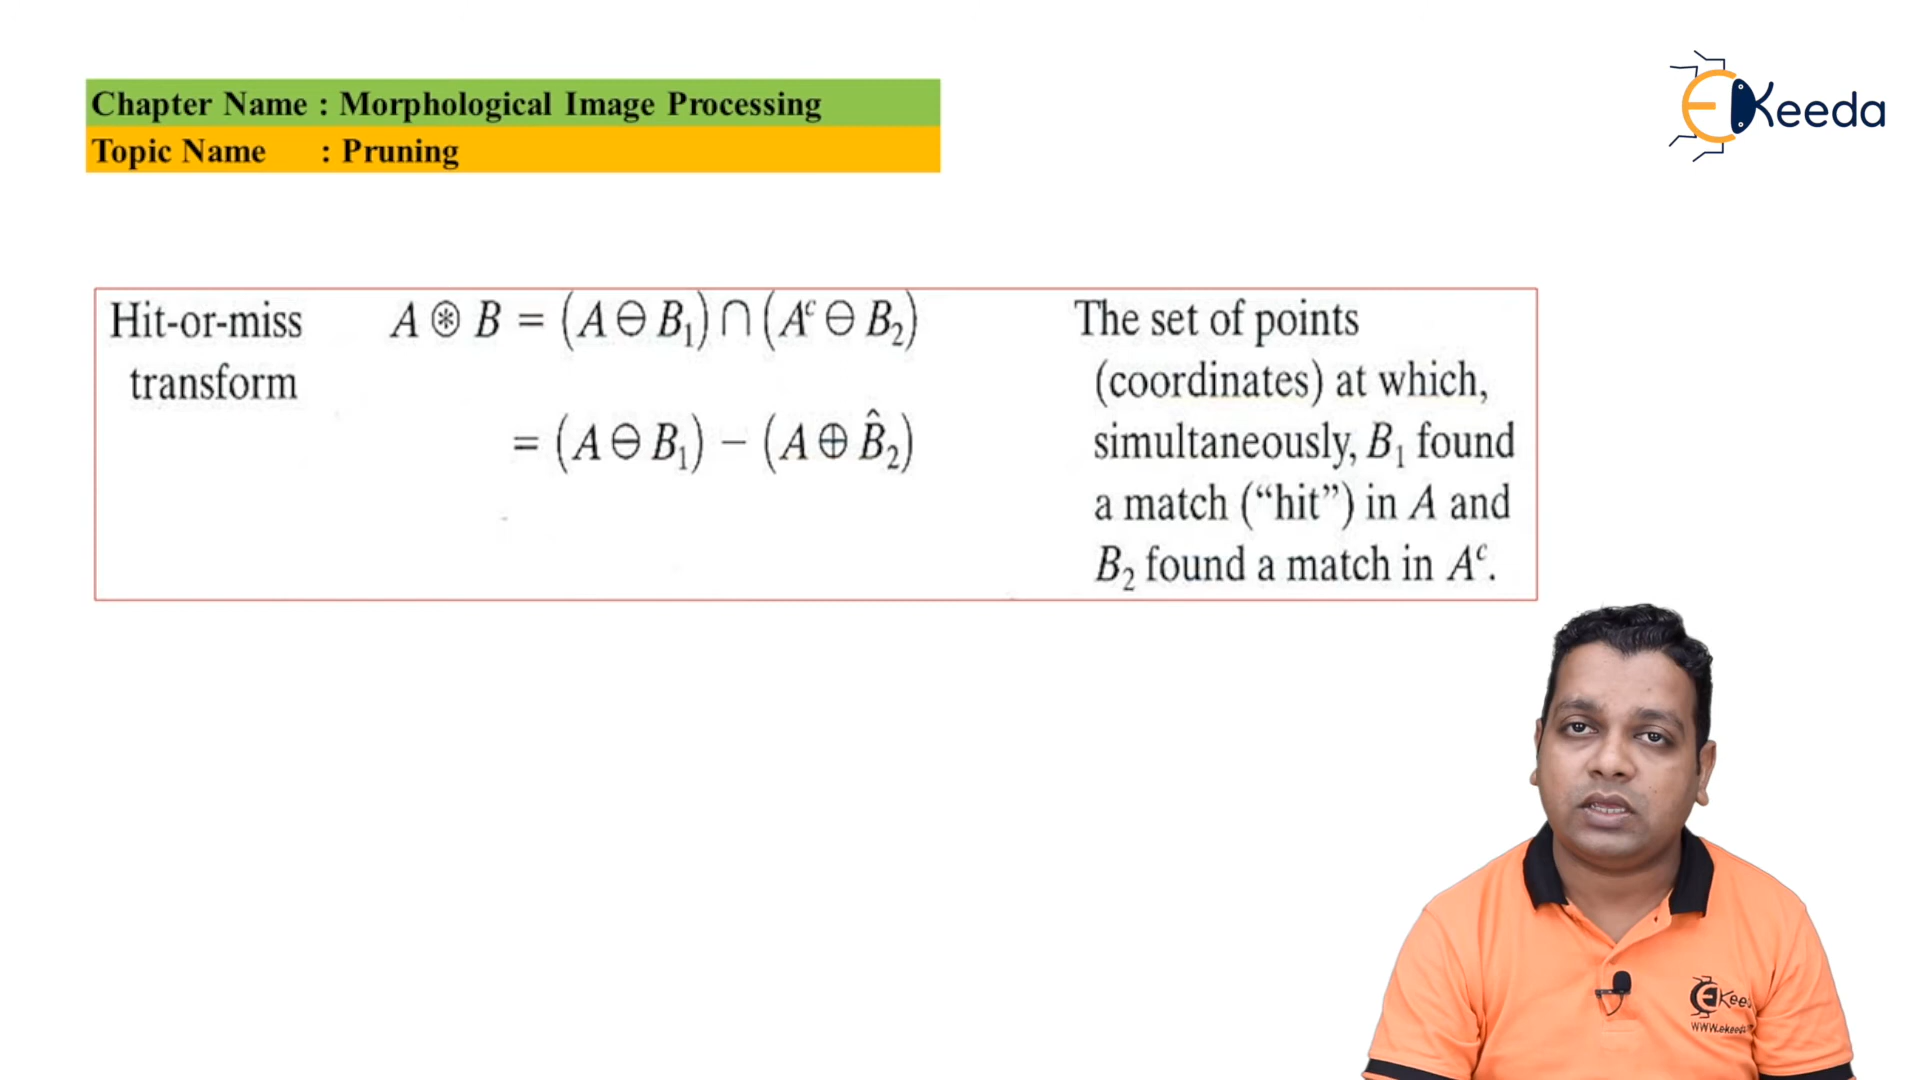 Chapter Name : Morphological Image Processing
Topic Name : Pruning
EKeeda
Hit-or-miss transform
A ⊛ B = (A ⊖ B₁) ∩ (Aᶜ ⊖ B₂)
= (A ⊖ B₁) − (A ⊕ B̂₂)
The set of points
(coordinates) at which,
simultaneously, B₁ found
a match (“hit”) in A and
B₂ found a match in Aᶜ.